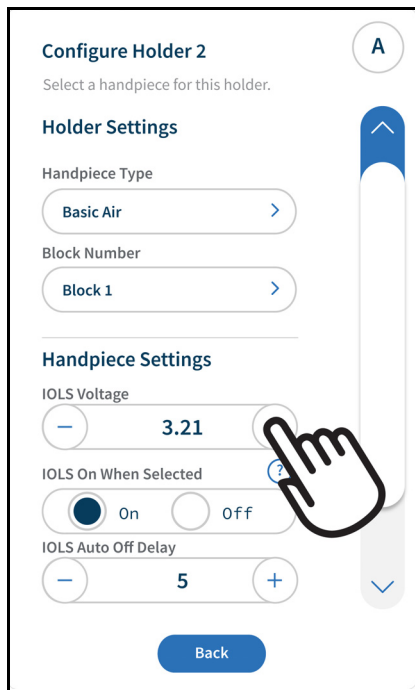 Configure Holder 2
A
Select a handpiece for this holder.
Holder Settings
Handpiece Type
Basic Air
Block Number
Block 1
Handpiece Settings
IOLS Voltage
− 3.21
IOLS On When Selected ?
On Off
IOLS Auto Off Delay
− 5 +
Back